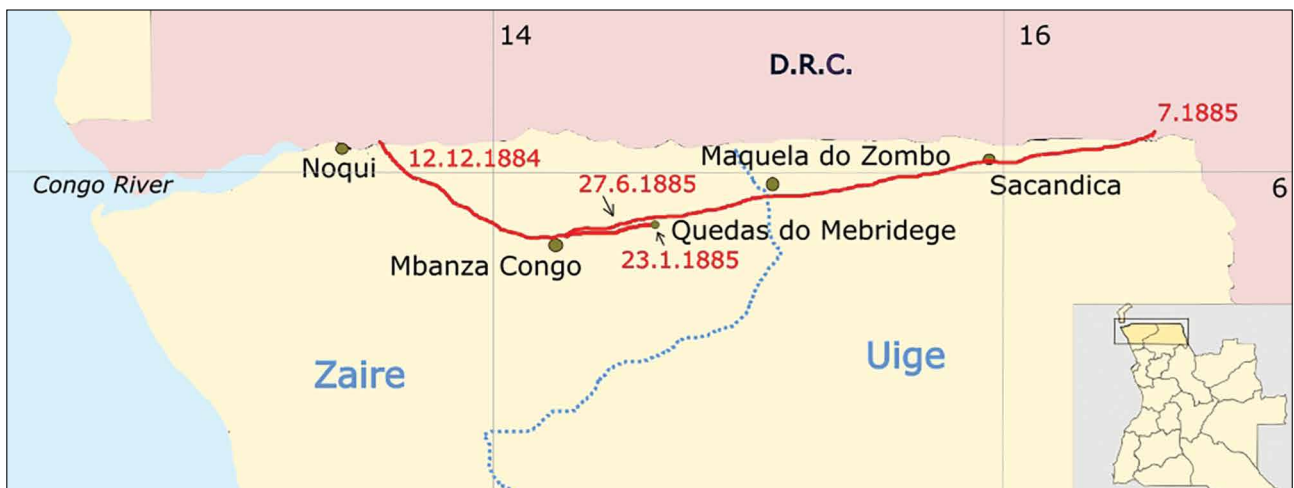 14
16
D.R.C.
7.1885
Noqui
12.12.1884
Maquela do Zombo
Congo River
27.6.1885
Sacandica
6
Quedas do Mebridege
Mbanza Congo
23.1.1885
Zaire
Uige